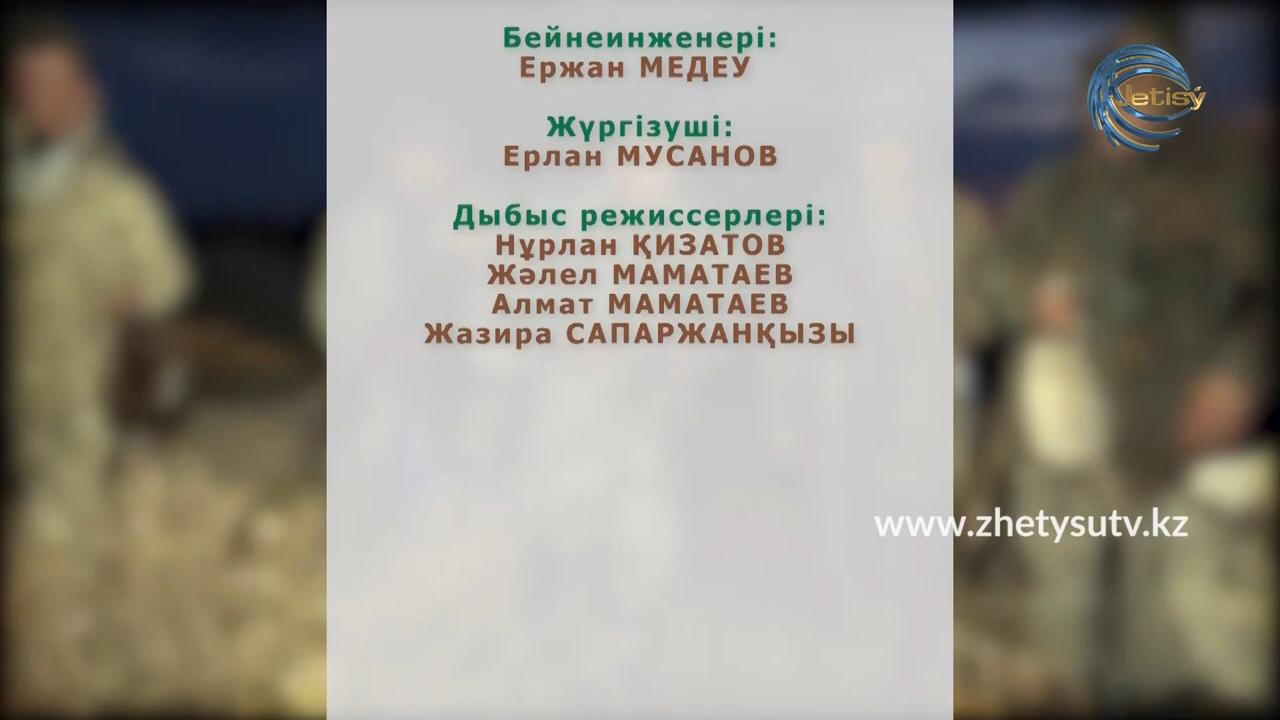 Бейнеинженері:
Ержан МЕДЕУ
Jetisý
Жүргізуші:
Ерлан МУСАНОВ
Дыбыс режиссерлері:
Нұрлан ҚИЗАТОВ
Жәлел МАМАТАЕВ
Алмат МАМАТАЕВ
Жазира САПАРЖАНҚЫЗЫ
www.zhetysutv.kz